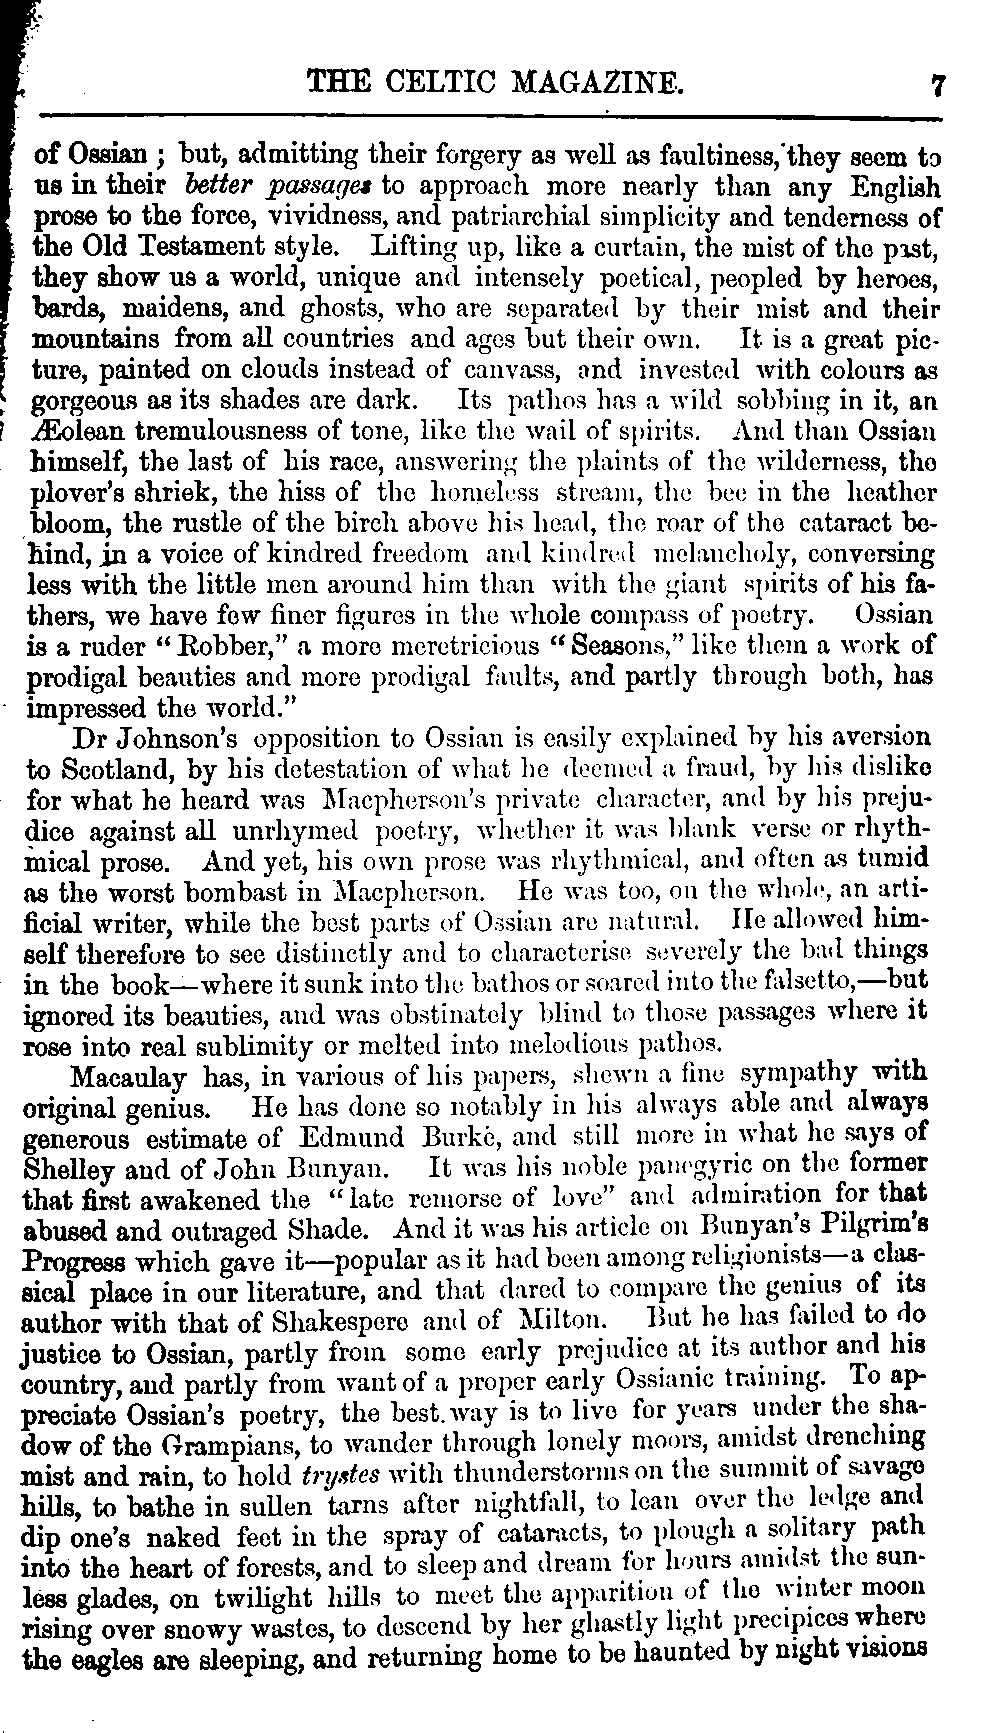 THE CELTIC MAGAZINE. 7
of Ossian ; but, admitting their forgery as well as faultiness, they seem to
us in their better passages to approach more nearly than any English
prose to the force, vividness, and patriarchial simplicity and tenderness of
the Old Testament style. Lifting up, like a curtain, the mist of the past,
they show us a world, unique and intensely poetical, peopled by heroes,
bards, maidens, and ghosts, who are separated by their mist and their
mountains from all countries and ages but their own. It is a great pic-
ture, painted on clouds instead of canvass, and invested with colours as
gorgeous as its shades are dark. Its pathos has a wild sobbing in it, an
Æolean tremulousness of tone, like the wail of spirits. And than Ossian
himself, the last of his race, answering the plaints of the wilderness, the
plover's shriek, the hiss of the homeless stream, the bee in the heather
bloom, the rustle of the birch above his head, the roar of the cataract be-
hind, in a voice of kindred freedom and kindred melancholy, conversing
less with the little men around him than with the giant spirits of his fa-
thers, we have few finer figures in the whole compass of poetry. Ossian
is a ruder “Robber,” a more meretricious “Seasons,” like them a work of
prodigal beauties and more prodigal faults, and partly through both, has
impressed the world.”
Dr Johnson's opposition to Ossian is easily explained by his aversion
to Scotland, by his detestation of what he deemed a fraud, by his dislike
for what he heard was Macpherson's private character, and by his preju-
dice against all unrhymed poetry, whether it was blank verse or rhyth-
mical prose. And yet, his own prose was rhythmical, and often as tumid
as the worst bombast in Macpherson. He was too, on the whole, an arti-
ficial writer, while the best parts of Ossian are natural. He allowed him-
self therefore to see distinctly and to characterise severely the bad things
in the book—where it sunk into the bathos or soared into the falsetto,—but
ignored its beauties, and was obstinately blind to those passages where it
rose into real sublimity or melted into melodious pathos.
Macaulay has, in various of his papers, shewn a fine sympathy with
original genius. He has done so notably in his always able and always
generous estimate of Edmund Burke, and still more in what he says of
Shelley and of John Bunyan. It was his noble panegyric on the former
that first awakened the “late remorse of love” and admiration for that
abused and outraged Shade. And it was his article on Bunyan's Pilgrim's
Progress which gave it—popular as it had been among religionists—a clas-
sical place in our literature, and that dared to compare the genius of its
author with that of Shakespere and of Milton. But he has failed to do
justice to Ossian, partly from some early prejudice at its author and his
country, and partly from want of a proper early Ossianic training. To ap-
preciate Ossian's poetry, the best way is to live for years under the sha-
dow of the Grampians, to wander through lonely moors, amidst drenching
mist and rain, to hold trystes with thunderstorms on the summit of savage
hills, to bathe in sullen tarns after nightfall, to lean over the ledge and
dip one's naked feet in the spray of cataracts, to plough a solitary path
into the heart of forests, and to sleep and dream for hours amidst the sun-
less glades, on twilight hills to meet the apparition of the winter moon
rising over snowy wastes, to descend by her ghastly light precipices where
the eagles are sleeping, and returning home to be haunted by night visions